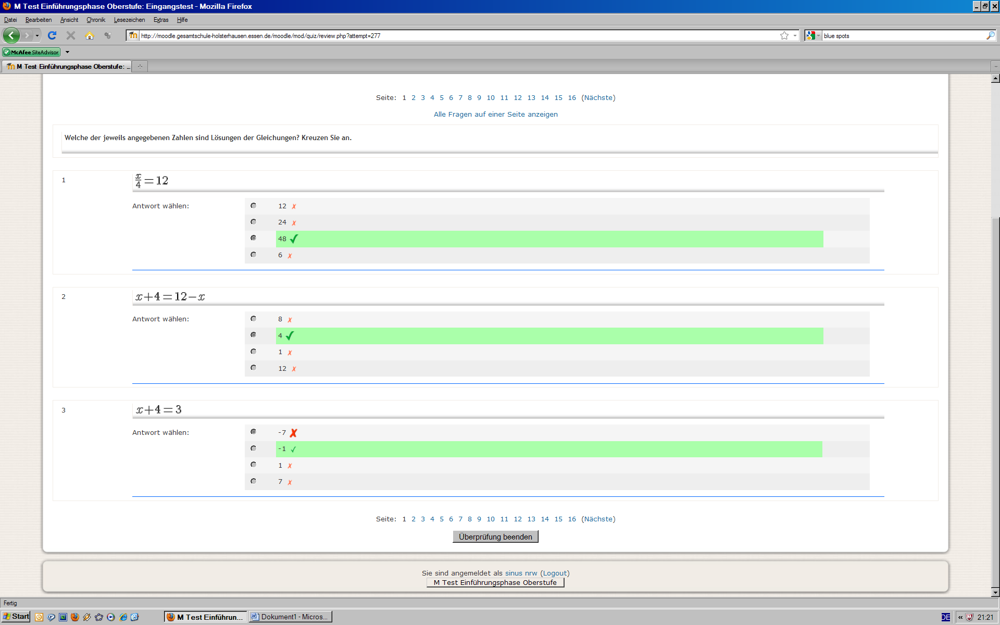 M Test Einführungsphase Oberstufe: Eingangstest - Mozilla Firefox
Datei Bearbeiten Ansicht Chronik Lesezeichen Extras Hilfe
http://moodle.gesamtschule-holsterhausen.essen.de/moodle/mod/quiz/review.php?attempt=277
blue spots
McAfee SiteAdvisor
M Test Einführungsphase Oberstufe: ...
Seite: 1 2 3 4 5 6 7 8 9 10 11 12 13 14 15 16 (Nächste)
Alle Fragen auf einer Seite anzeigen
Welche der jeweils angegebenen Zahlen sind Lösungen der Gleichungen? Kreuzen Sie an.
1
x/4 = 12
Antwort wählen:
12
24
48
6
2
x+4=12-x
Antwort wählen:
8
4
1
12
3
x+4=3
Antwort wählen:
-7
-1
1
7
Seite: 1 2 3 4 5 6 7 8 9 10 11 12 13 14 15 16 (Nächste)
Überprüfung beenden
Sie sind angemeldet als sinus nrw (Logout)
M Test Einführungsphase Oberstufe
Fertig
Start
M Test Einführun...
Dokument1 - Micros...
DE
« 21:21